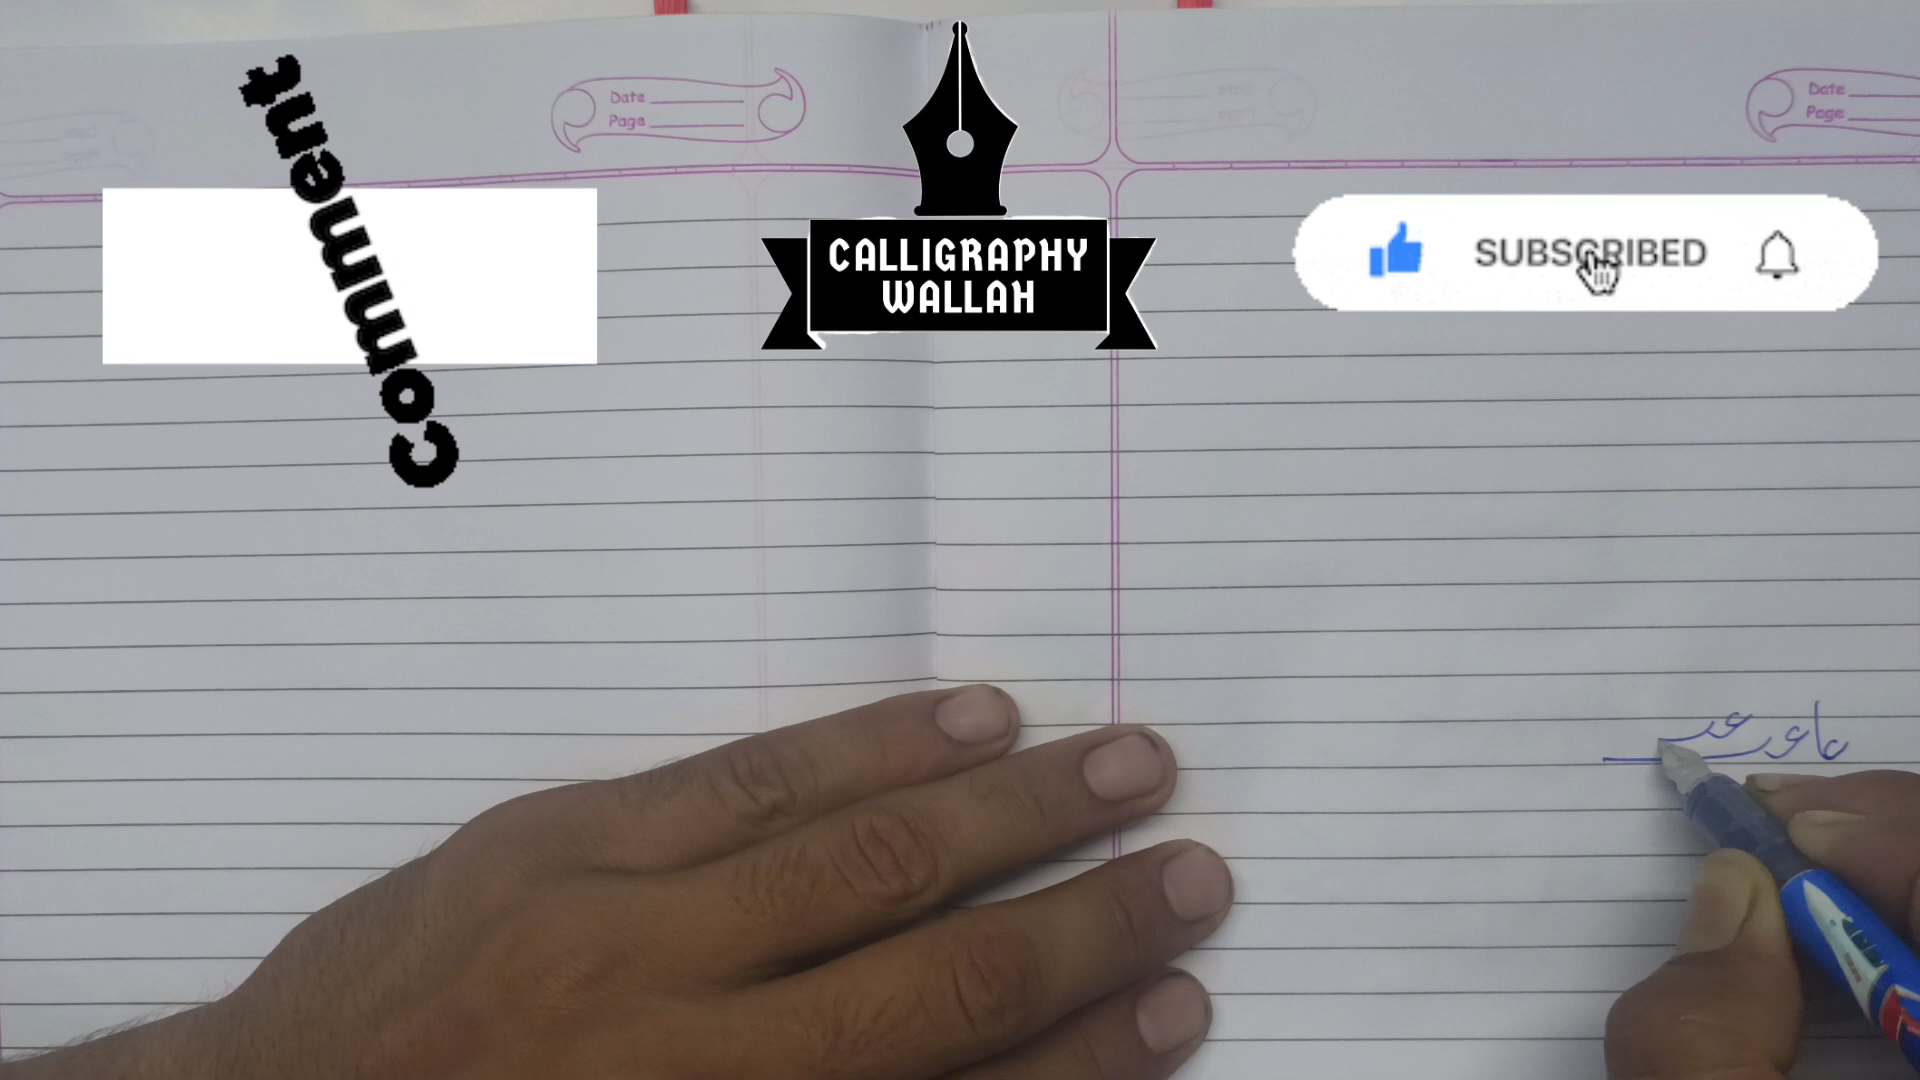 Comment
Date
Page
CALLIGRAPHY
WALLAH
Date
Page
SUBSCRIBED